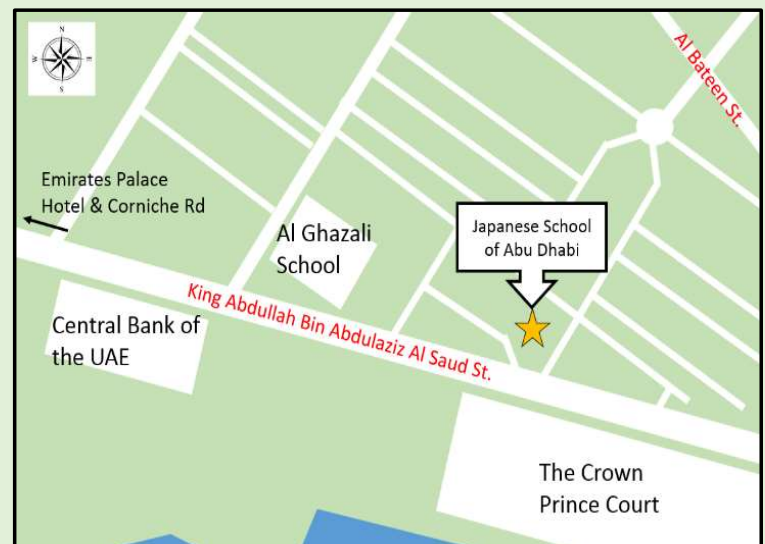 N
W
E
S
Al Bateen St.
Emirates Palace
Hotel & Corniche Rd
Al Ghazali
School
Japanese School
of Abu Dhabi
King Abdullah Bin Abdulaziz Al Saud St.
Central Bank of
the UAE
The Crown
Prince Court